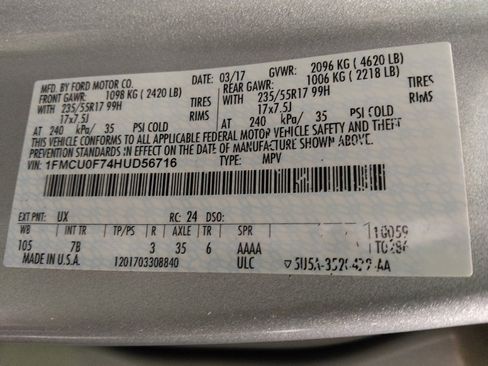 MFD. BY FORD MOTOR CO. DATE: 03/17 GVWR: 2096 KG ( 4620 LB)
FRONT GAWR: 1098 KG ( 2420 LB) REAR GAWR: 1006 KG ( 2218 LB)
WITH 235/55R17 99H TIRES WITH 235/55R17 99H TIRES
17x7.5J RIMS 17x7.5J RIMS
AT 240 kPa/ 35 PSI COLD AT 240 kPa/ 35 PSI COLD
THIS VEHICLE CONFORMS TO ALL APPLICABLE FEDERAL MOTOR VEHICLE SAFETY AND THEFT
PREVENTION STANDARDS IN EFFECT ON THE DATE OF MANUFACTURE SHOWN ABOVE.
VIN: 1FMCU0F74HUD56716 TYPE: MPV
EXT PNT: UX RC: 24 DSO:
WB INT TR TP/PS R AX TR SPR
105 7B 3 35 6 AAAA
MADE IN U.S.A. 1201703308840 ULC